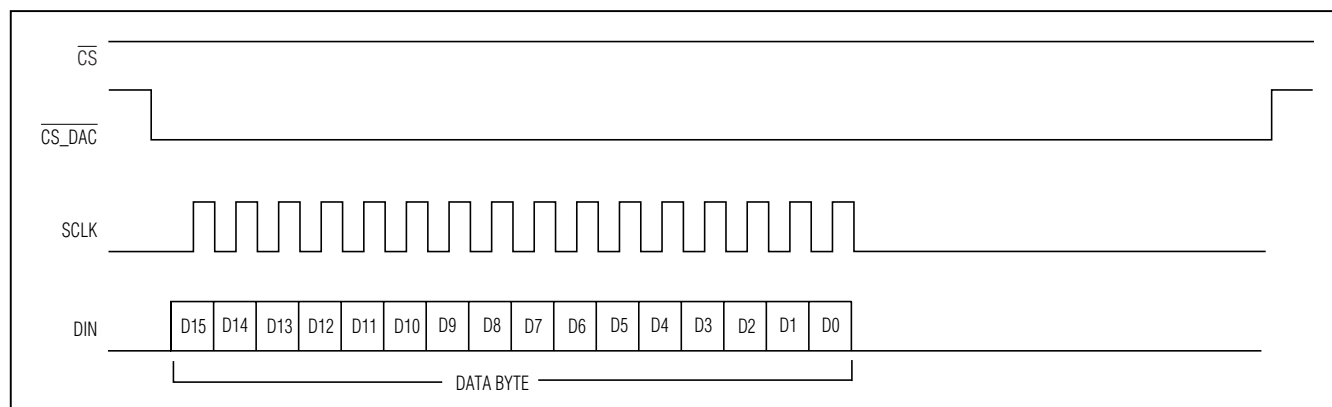 CS
CS_DAC
SCLK
DIN
D15 D14 D13 D12 D11 D10 D9 D8 D7 D6 D5 D4 D3 D2 D1 D0
DATA BYTE